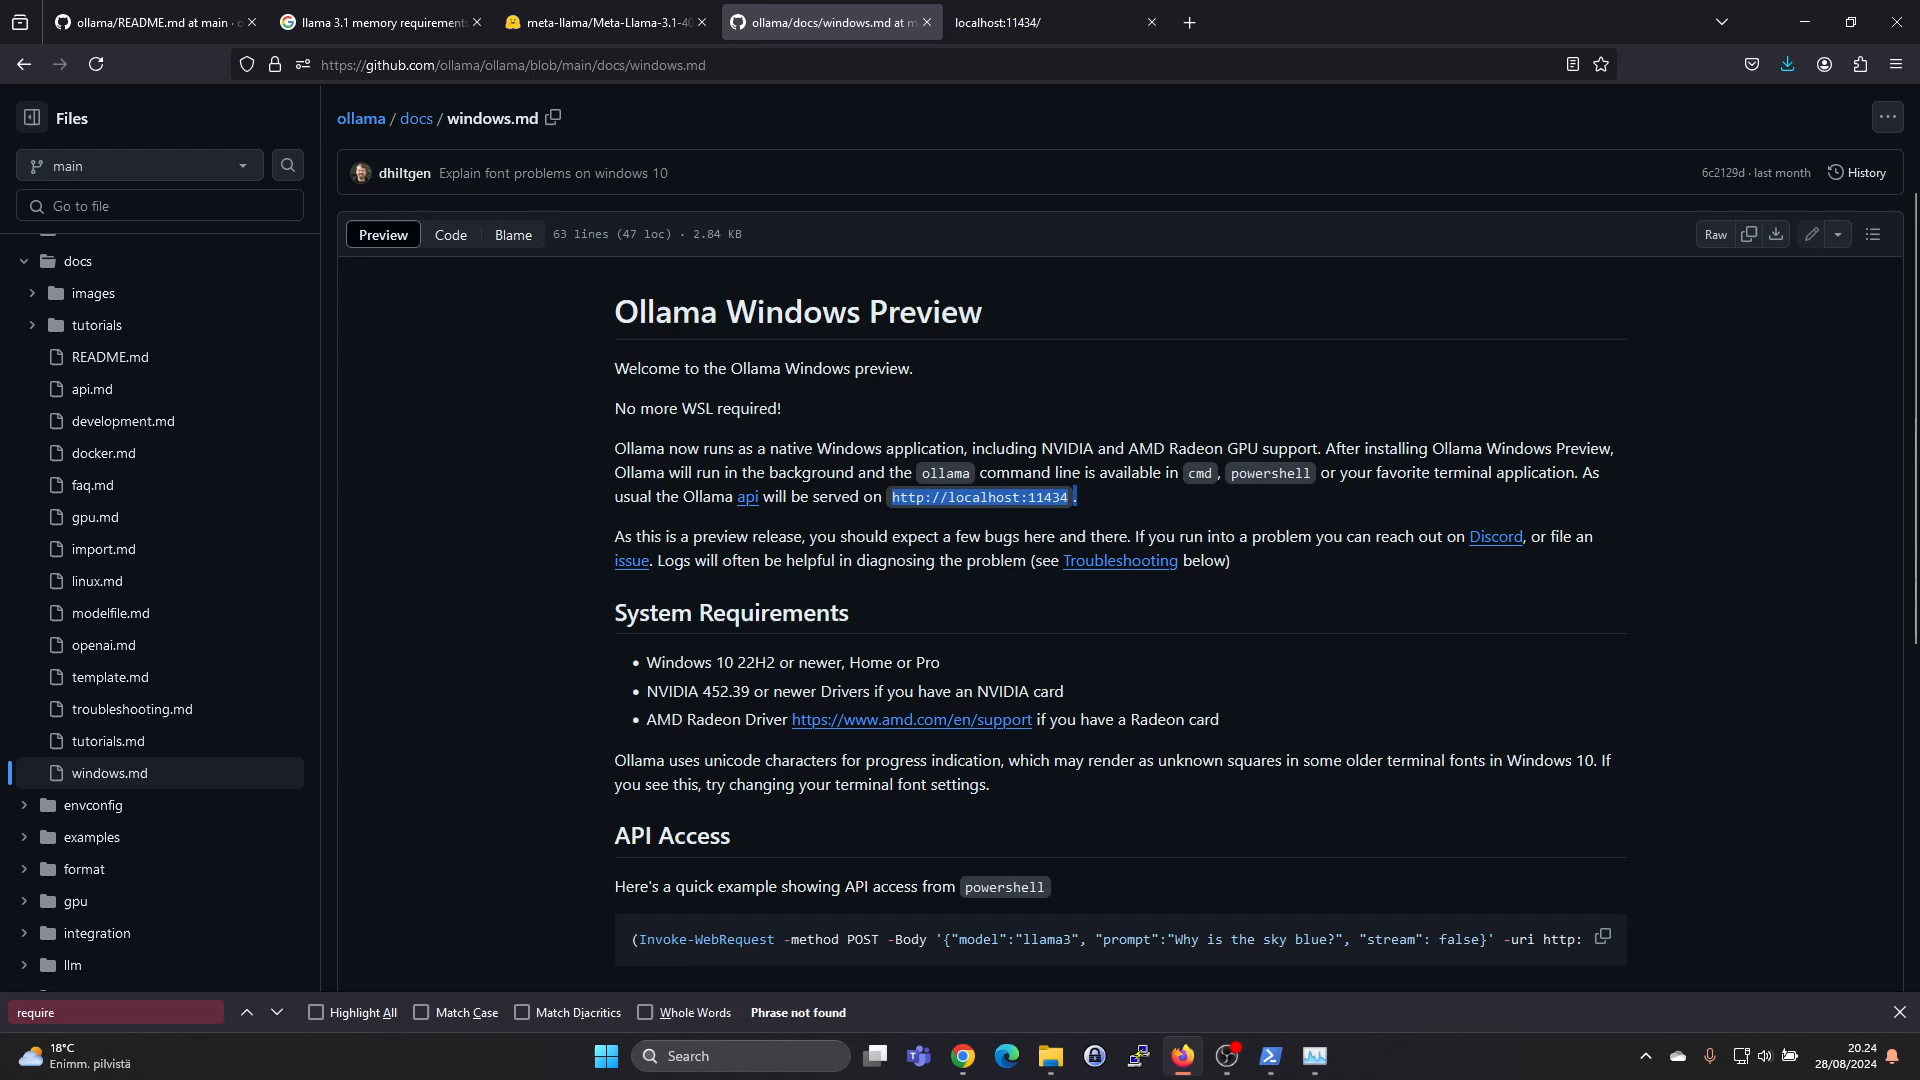 ollama/README.md at main · o
llama 3.1 memory requirements
meta-llama/Meta-Llama-3.1-40
ollama/docs/windows.md at m
localhost:11434/
https://github.com/ollama/ollama/blob/main/docs/windows.md
Files
main
Go to file
docs
images
tutorials
README.md
api.md
development.md
docker.md
faq.md
gpu.md
import.md
linux.md
modelfile.md
openai.md
template.md
troubleshooting.md
tutorials.md
windows.md
envconfig
examples
format
gpu
integration
llm
ollama / docs / windows.md
dhiltgen Explain font problems on windows 10
6c2129d · last month
History
Preview
Code
Blame
63 lines (47 loc) · 2.84 KB
Raw
Ollama Windows Preview
Welcome to the Ollama Windows preview.
No more WSL required!
Ollama now runs as a native Windows application, including NVIDIA and AMD Radeon GPU support. After installing Ollama Windows Preview,
Ollama will run in the background and the ollama command line is available in cmd, powershell or your favorite terminal application. As
usual the Ollama api will be served on http://localhost:11434.
As this is a preview release, you should expect a few bugs here and there. If you run into a problem you can reach out on Discord, or file an
issue. Logs will often be helpful in diagnosing the problem (see Troubleshooting below)
System Requirements
• Windows 10 22H2 or newer, Home or Pro
• NVIDIA 452.39 or newer Drivers if you have an NVIDIA card
• AMD Radeon Driver https://www.amd.com/en/support if you have a Radeon card
Ollama uses unicode characters for progress indication, which may render as unknown squares in some older terminal fonts in Windows 10. If
you see this, try changing your terminal font settings.
API Access
Here's a quick example showing API access from powershell
(Invoke-WebRequest -method POST -Body '{"model":"llama3", "prompt":"Why is the sky blue?", "stream": false}' -uri http:
require
Highlight All
Match Case
Match Diacritics
Whole Words
Phrase not found
18°C
Enimm. pilvistä
Search
20.24
28/08/2024